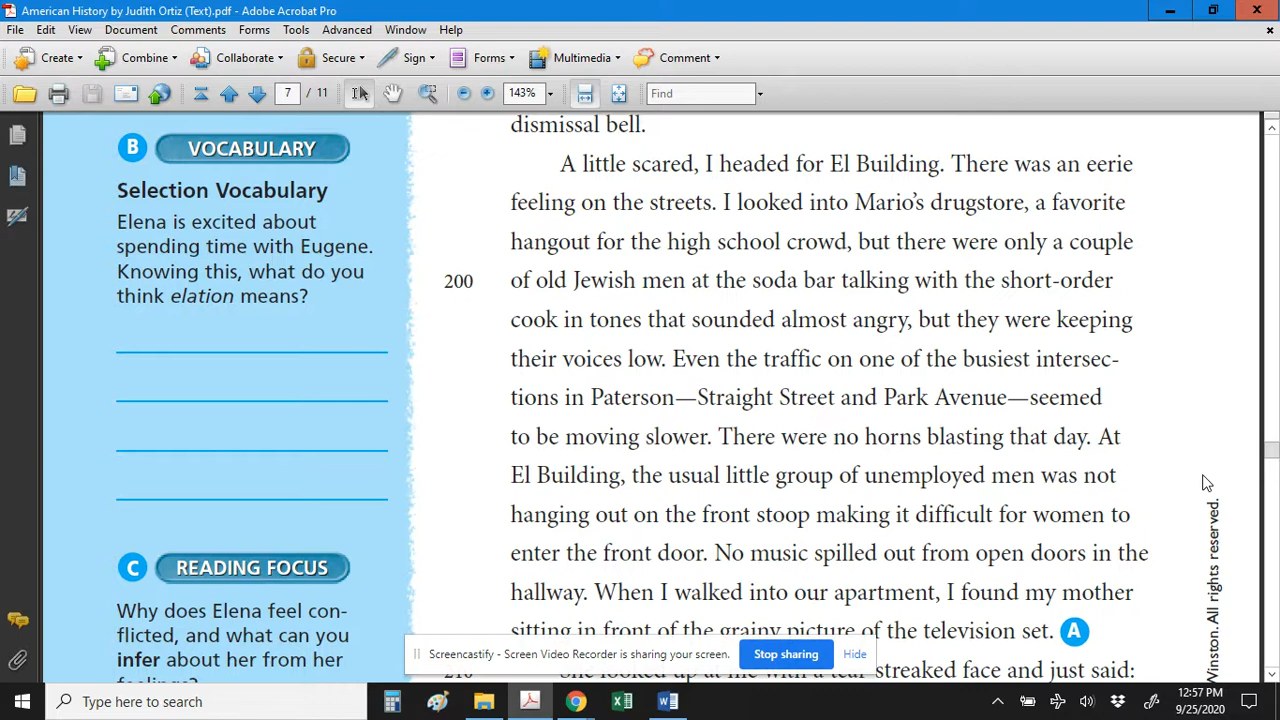 American History by Judith Ortiz (Text).pdf - Adobe Acrobat Pro
File Edit View Document Comments Forms Tools Advanced Window Help
Create Combine Collaborate Secure Sign Forms Multimedia Comment
7 / 11 143% Find
dismissal bell.
B VOCABULARY
Selection Vocabulary
Elena is excited about
spending time with Eugene.
Knowing this, what do you
think elation means?
C READING FOCUS
Why does Elena feel con-
flicted, and what can you
infer about her from her
feelings?
A little scared, I headed for El Building. There was an eerie
feeling on the streets. I looked into Mario's drugstore, a favorite
hangout for the high school crowd, but there were only a couple
200 of old Jewish men at the soda bar talking with the short-order
cook in tones that sounded almost angry, but they were keeping
their voices low. Even the traffic on one of the busiest intersec-
tions in Paterson—Straight Street and Park Avenue—seemed
to be moving slower. There were no horns blasting that day. At
El Building, the usual little group of unemployed men was not
hanging out on the front stoop making it difficult for women to
enter the front door. No music spilled out from open doors in the
hallway. When I walked into our apartment, I found my mother
sitting in front of the grainy picture of the television set. A
210 She looked up at me with a tear-streaked face and just said:
Winston. All rights reserved.
Screencastify - Screen Video Recorder is sharing your screen. Stop sharing Hide
Type here to search
12:57 PM
9/25/2020